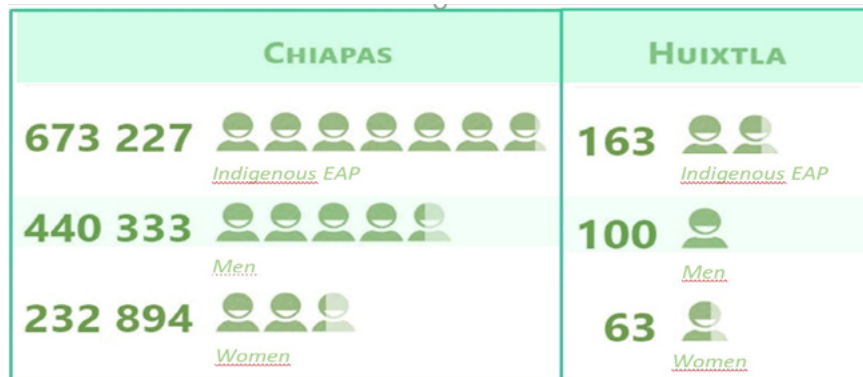 CHIAPAS
673 227
Indigenous EAP
440 333
Men
232 894
Women
HUIXTLA
163
Indigenous EAP
100
Men
63
Women